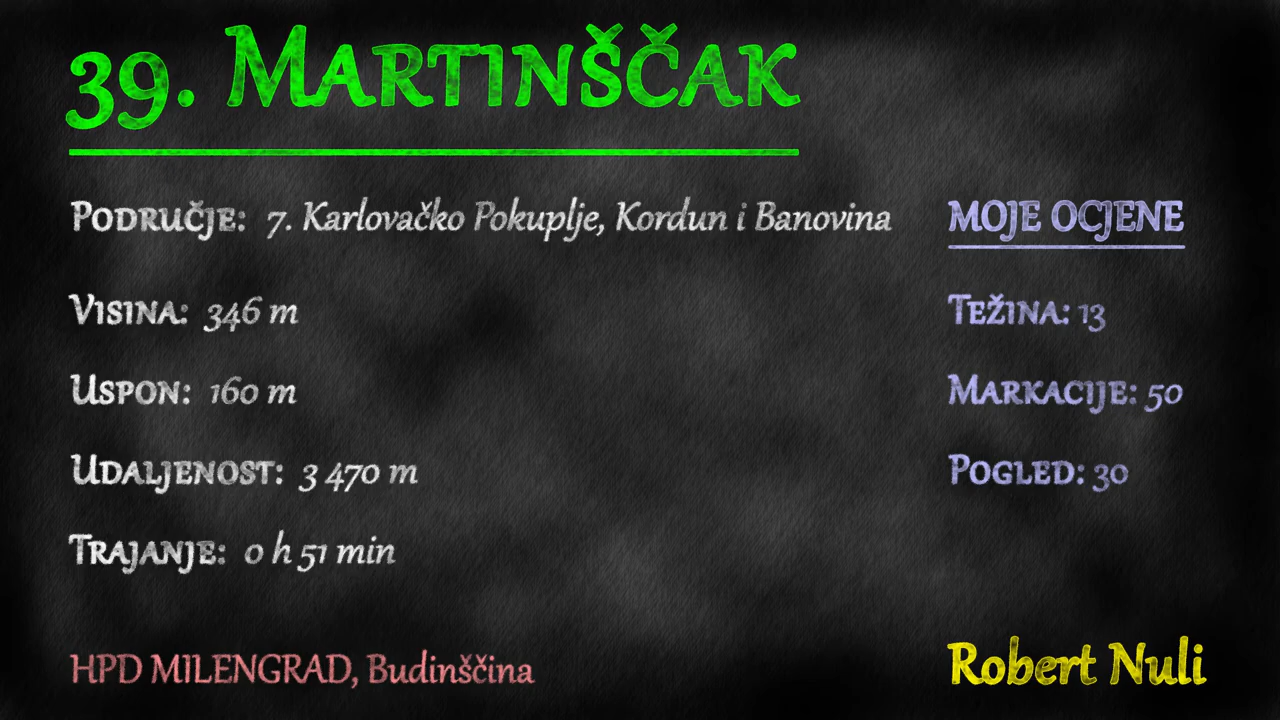 39. MARTINŠČAK
PODRUČJE: 7. Karlovačko Pokuplje, Kordun i Banovina
VISINA: 346 m
USPON: 160 m
UDALJENOST: 3 470 m
TRAJANJE: 0 h 51 min
HPD MILENGRAD, Budinščina
MOJE OCJENE
TEŽINA: 13
MARKACIJE: 50
POGLED: 30
Robert Nuli